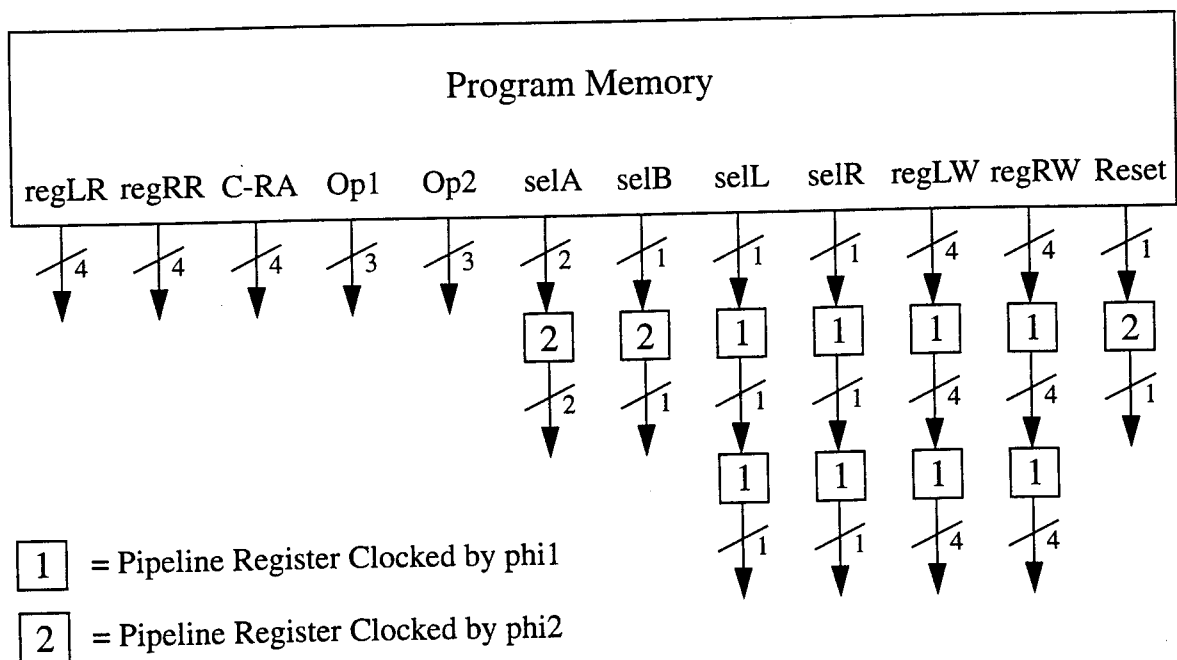 Program Memory
regLR regRR C-RA Op1 Op2 selA selB selL selR regLW regRW Reset
4 4 4 3 3 2 1 1 1 4 4 1
2 2 1 1 1 1 2
2 1 1 1 4 4 1
1 1 1 1
1 1 4 4
1 = Pipeline Register Clocked by phi1
2 = Pipeline Register Clocked by phi2